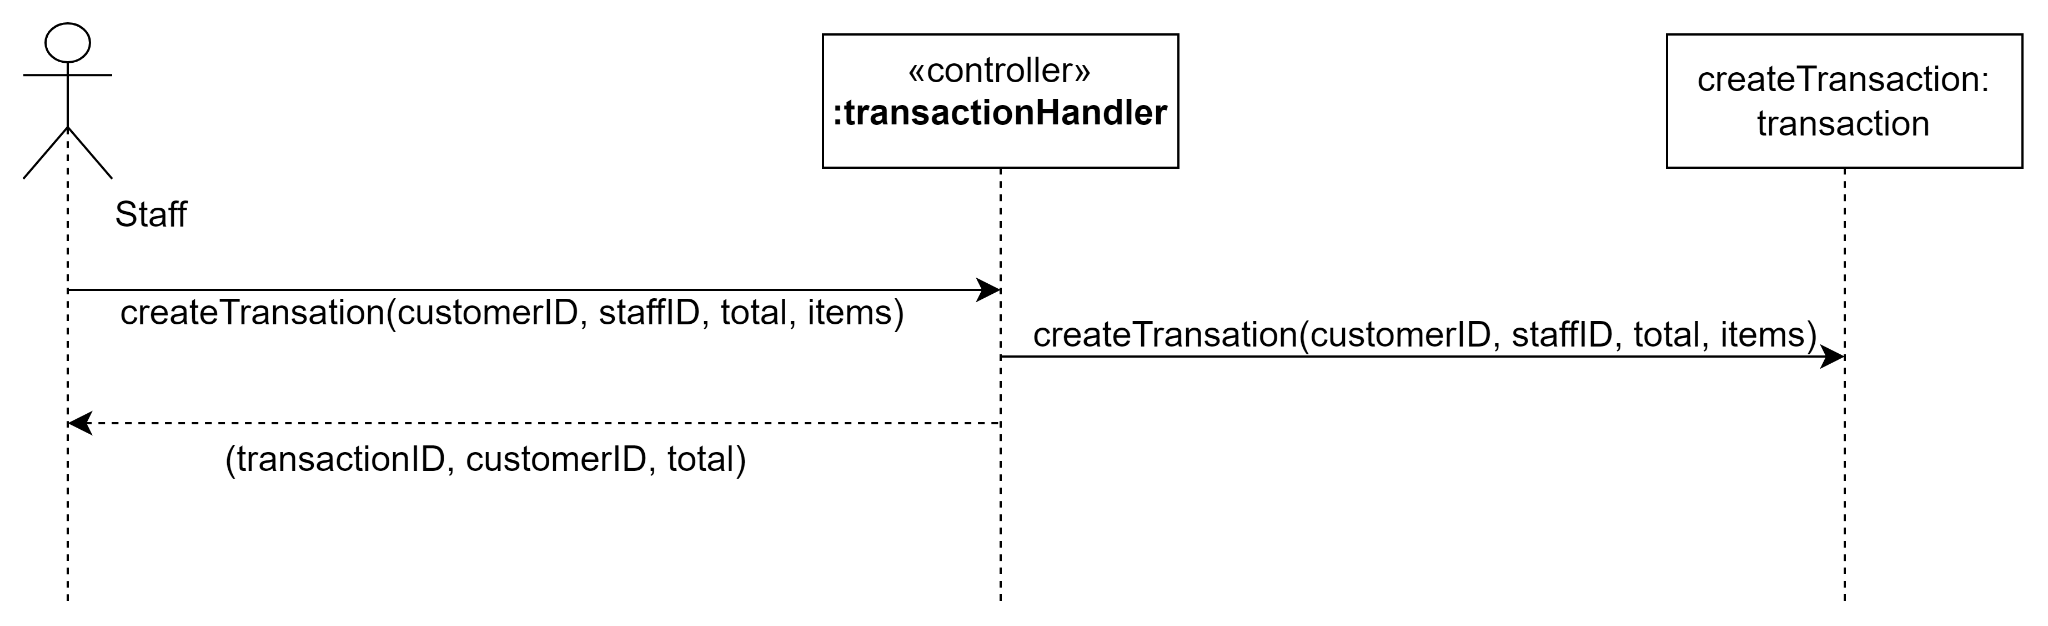 «controller»
:transactionHandler
createTransaction:
transaction
Staff
createTransation(customerID, staffID, total, items)
createTransation(customerID, staffID, total, items)
(transactionID, customerID, total)